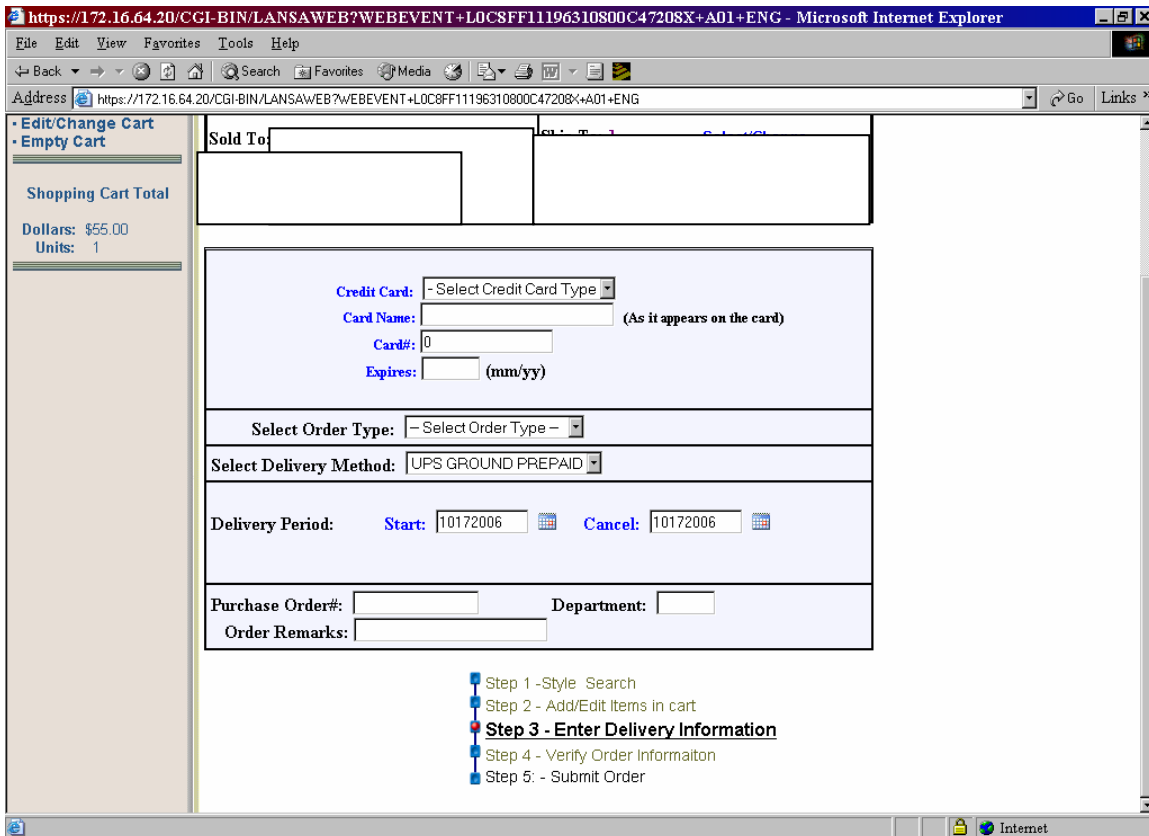 https://172.16.64.20/CGI-BIN/LANSAWEB?WEBEVENT+L0C8FF11196310800C47208X+A01+ENG - Microsoft Internet Explorer
File Edit View Favorites Tools Help
Back Search Favorites Media
Address https://172.16.64.20/CGI-BIN/LANSAWEB?WEBEVENT+L0C8FF11196310800C47208X+A01+ENG Go Links »
Edit/Change Cart
Empty Cart
Shopping Cart Total
Dollars: $55.00
Units: 1
Sold To:
Credit Card: - Select Credit Card Type
Card Name: (As it appears on the card)
Card#: 0
Expires: (mm/yy)
Select Order Type: -- Select Order Type --
Select Delivery Method: UPS GROUND PREPAID
Delivery Period: Start: 10172006 Cancel: 10172006
Purchase Order#: Department:
Order Remarks:
Step 1 -Style Search
Step 2 - Add/Edit Items in cart
Step 3 - Enter Delivery Information
Step 4 - Verify Order Informaiton
Step 5: - Submit Order
Internet